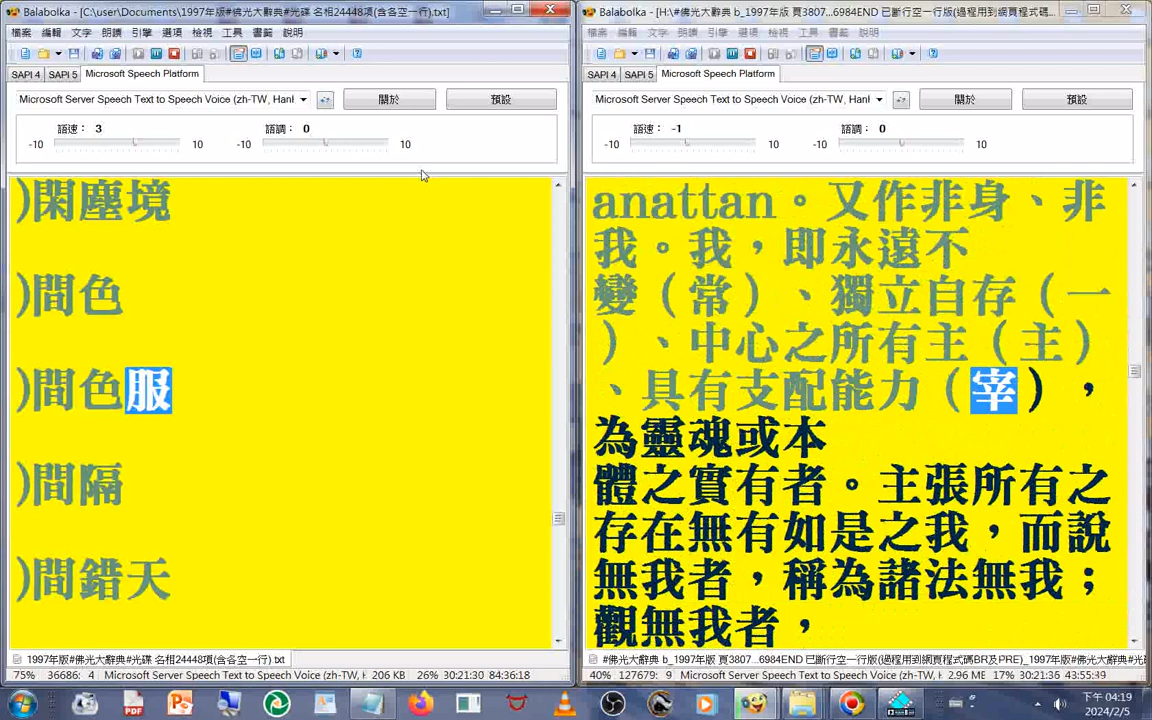 Balabolka - [C:\user\Documents\1997年版#佛光大辭典#光碟 名相24448項(含各空一行).txt]
檔案 編輯 文字 朗讀 引擎 選項 檢視 工具 書籤 說明
SAPI 4 SAPI 5 Microsoft Speech Platform
Microsoft Server Speech Text to Speech Voice (zh-TW, Hanl 關於 預設
語速： 3 語調： 0
-10 10 -10 10
)閑塵境
)間色
)間色服
)間隔
)間錯天
1997年版#佛光大辭典#光碟 名相24448項(含各空一行).txt
75% 36686: 4 Microsoft Server Speech Text to Speech Voice (zh-TW, H 206 KB 26% 30:21:30 84:36:18
Balabolka - [H:\#佛光大辭典 b_1997年版 頁3807...6984END 已斷行空一行版(過程用到網頁程式碼
檔案 編輯 文字 朗讀 引擎 選項 檢視 工具 書籤 說明
SAPI 4 SAPI 5 Microsoft Speech Platform
Microsoft Server Speech Text to Speech Voice (zh-TW, Hanl 關於 預設
語速： -1 語調： 0
-10 10 -10 10
anattan。又作非身、非
我。我，即永遠不
變（常）、獨立自存（一
）、中心之所有主（主）
、具有支配能力（宰），
為靈魂或本
體之實有者。主張所有之
存在無有如是之我，而說
無我者，稱為諸法無我；
觀無我者，
#佛光大辭典 b_1997年版 頁3807...6984END 已斷行空一行版(過程用到網頁程式碼BR及PRE)_1997年版#光
40% 127679: 9 Microsoft Server Speech Text to Speech Voice (zh-TW, H 2.96 MB 17% 30:21:36 43:55:39
下午 04:19
2024/2/5